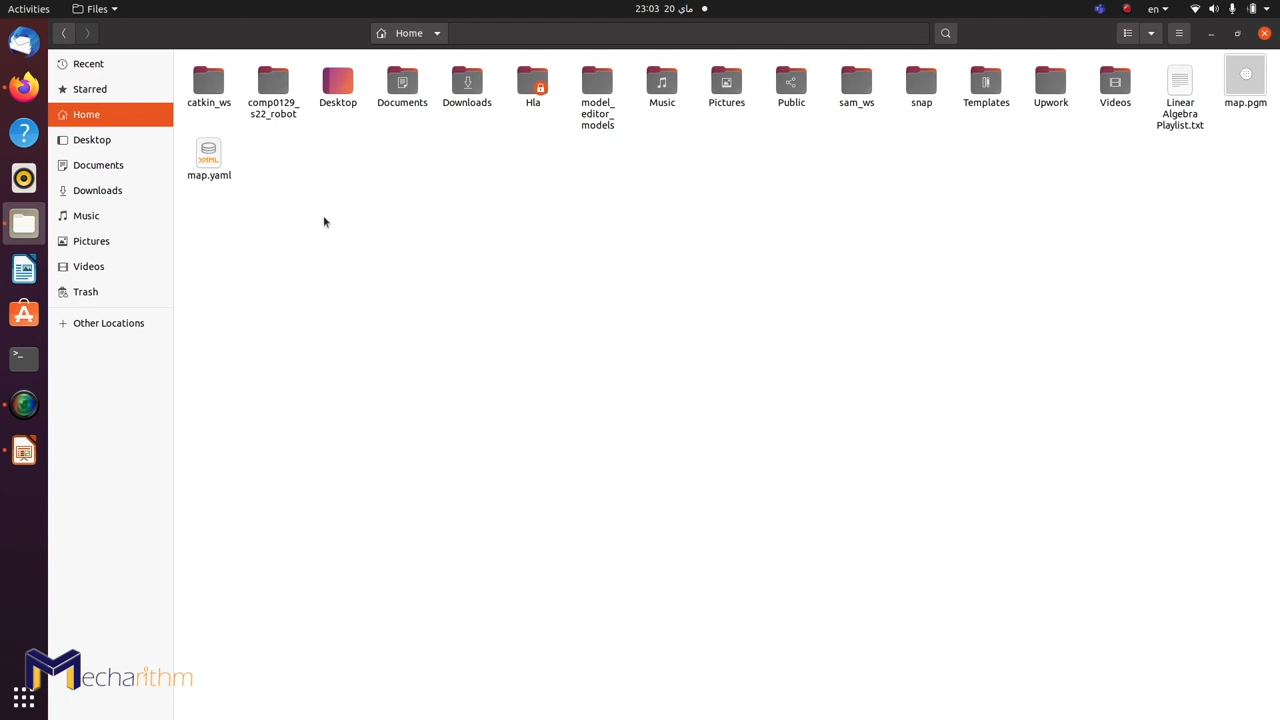 Activities
Files
23:03 20 ماي
en
Home
Recent
Starred
Home
Desktop
Documents
Downloads
Music
Pictures
Videos
Trash
Other Locations
catkin_ws
comp0129_
s22_robot
Desktop
Documents
Downloads
Hla
model_
editor_
models
Music
Pictures
Public
sam_ws
snap
Templates
Upwork
Videos
Linear
Algebra
Playlist.txt
map.pgm
YAML
map.yaml
Mecharithm